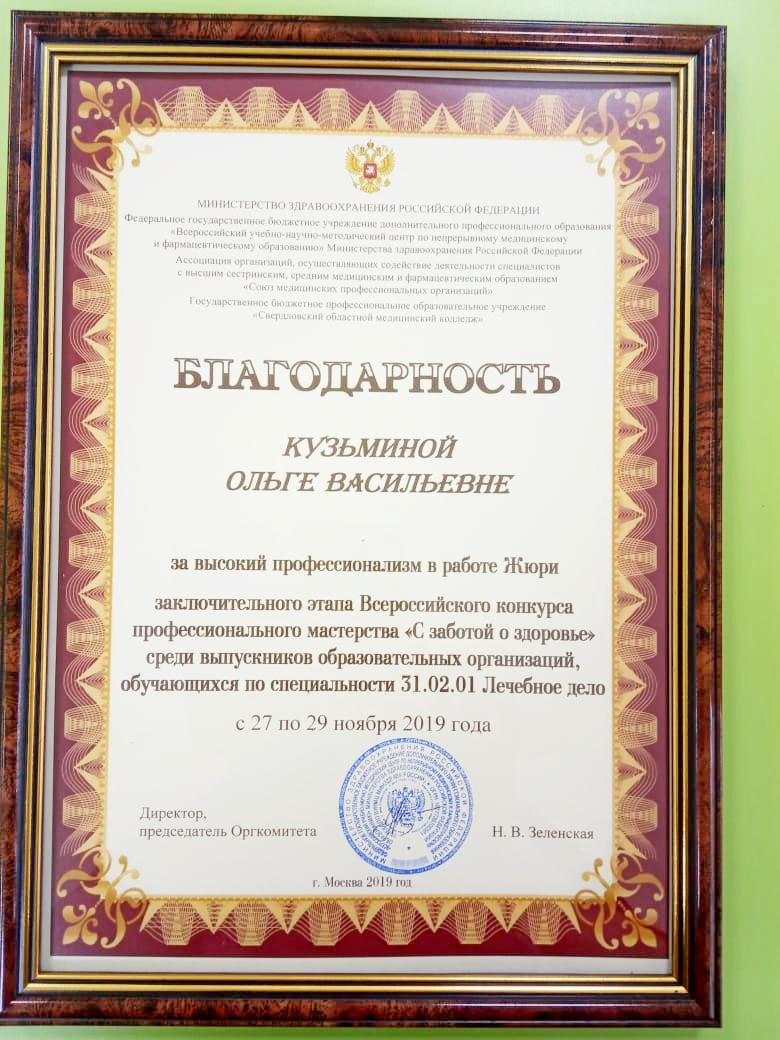 МИНИСТЕРСТВО ЗДРАВООХРАНЕНИЯ РОССИЙСКОЙ ФЕДЕРАЦИИ
Федеральное государственное бюджетное учреждение дополнительного профессионального образования
«Всероссийский учебно-научно-методический центр по непрерывному медицинскому
и фармацевтическому образованию» Министерства здравоохранения Российской Федерации
Ассоциация организаций, осуществляющих содействие деятельности специалистов
с высшим сестринским, средним медицинским и фармацевтическим образованием
«Союз медицинских профессиональных организаций»
Государственное бюджетное профессиональное образовательное учреждение
«Свердловский областной медицинский колледж»
БЛАГОДАРНОСТЬ
КУЗЬМИНОЙ
ОЛЬГЕ ВАСИЛЬЕВНЕ
за высокий профессионализм в работе Жюри
заключительного этапа Всероссийского конкурса
профессионального мастерства «С заботой о здоровье»
среди выпускников образовательных организаций,
обучающихся по специальности 31.02.01 Лечебное дело
с 27 по 29 ноября 2019 года
МИНИСТЕРСТВО ЗДРАВООХРАНЕНИЯ РОССИЙСКОЙ ФЕДЕРАЦИИ
Директор,
председатель Оргкомитета
Н. В. Зеленская
г. Москва 2019 год